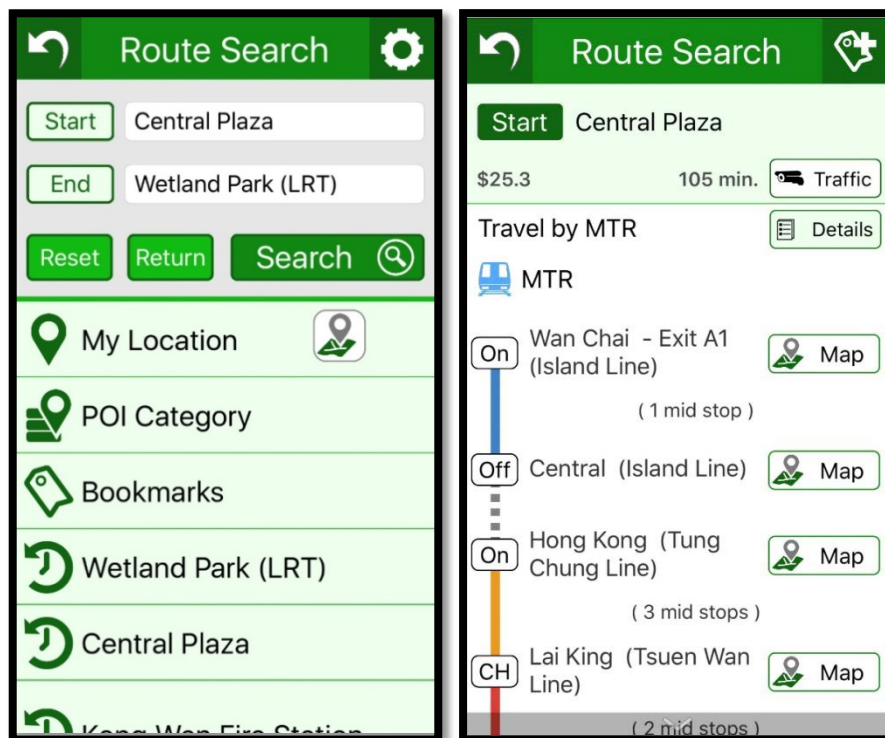 Route Search
Start Central Plaza
End Wetland Park (LRT)
Reset Return Search
My Location
POI Category
Bookmarks
Wetland Park (LRT)
Central Plaza
Route Search
Start Central Plaza
$25.3 105 min. Traffic
Travel by MTR Details
MTR
On Wan Chai - Exit A1
(Island Line) Map
( 1 mid stop )
Off Central (Island Line) Map
On Hong Kong (Tung
Chung Line) Map
( 3 mid stops )
CH Lai King (Tsuen Wan
Line) Map
( 2 mid stops )